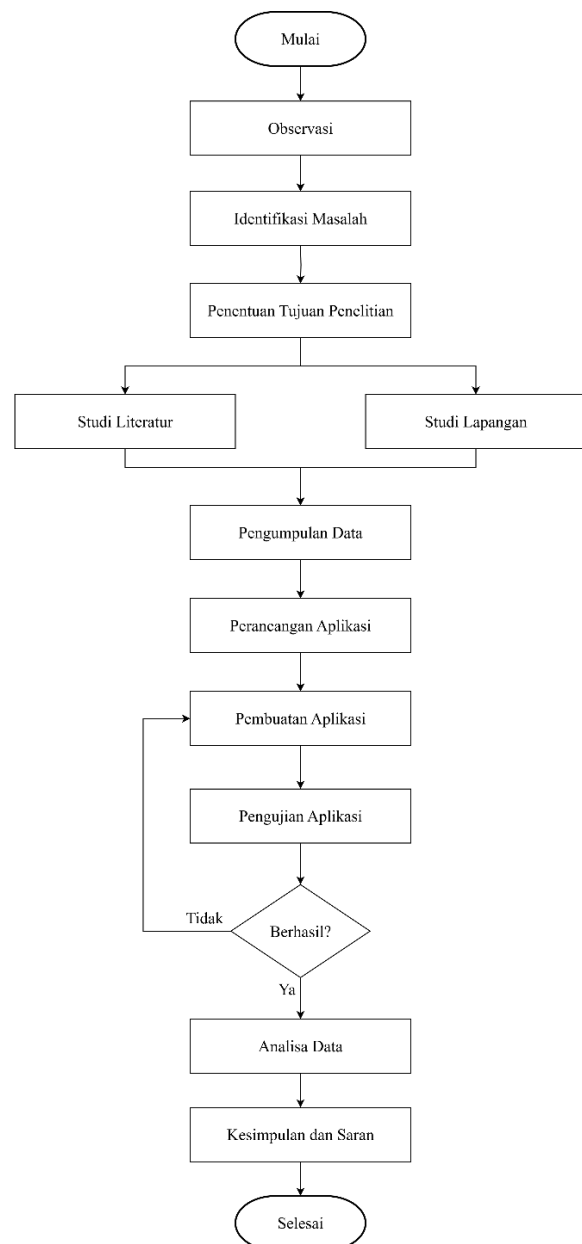 Mulai
Observasi
Identifikasi Masalah
Penentuan Tujuan Penelitian
Studi Literatur
Studi Lapangan
Pengumpulan Data
Perancangan Aplikasi
Pembuatan Aplikasi
Pengujian Aplikasi
Tidak
Berhasil?
Ya
Analisa Data
Kesimpulan dan Saran
Selesai